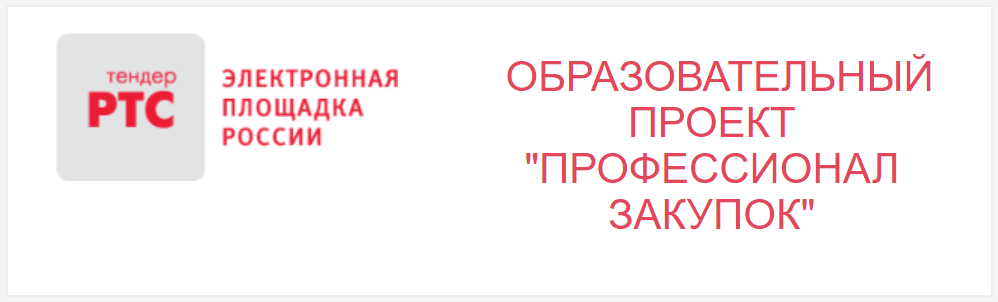 тендер
РТС
ЭЛЕКТРОННАЯ
ПЛОЩАДКА
РОССИИ
ОБРАЗОВАТЕЛЬНЫЙ
ПРОЕКТ
"ПРОФЕССИОНАЛ
ЗАКУПОК"